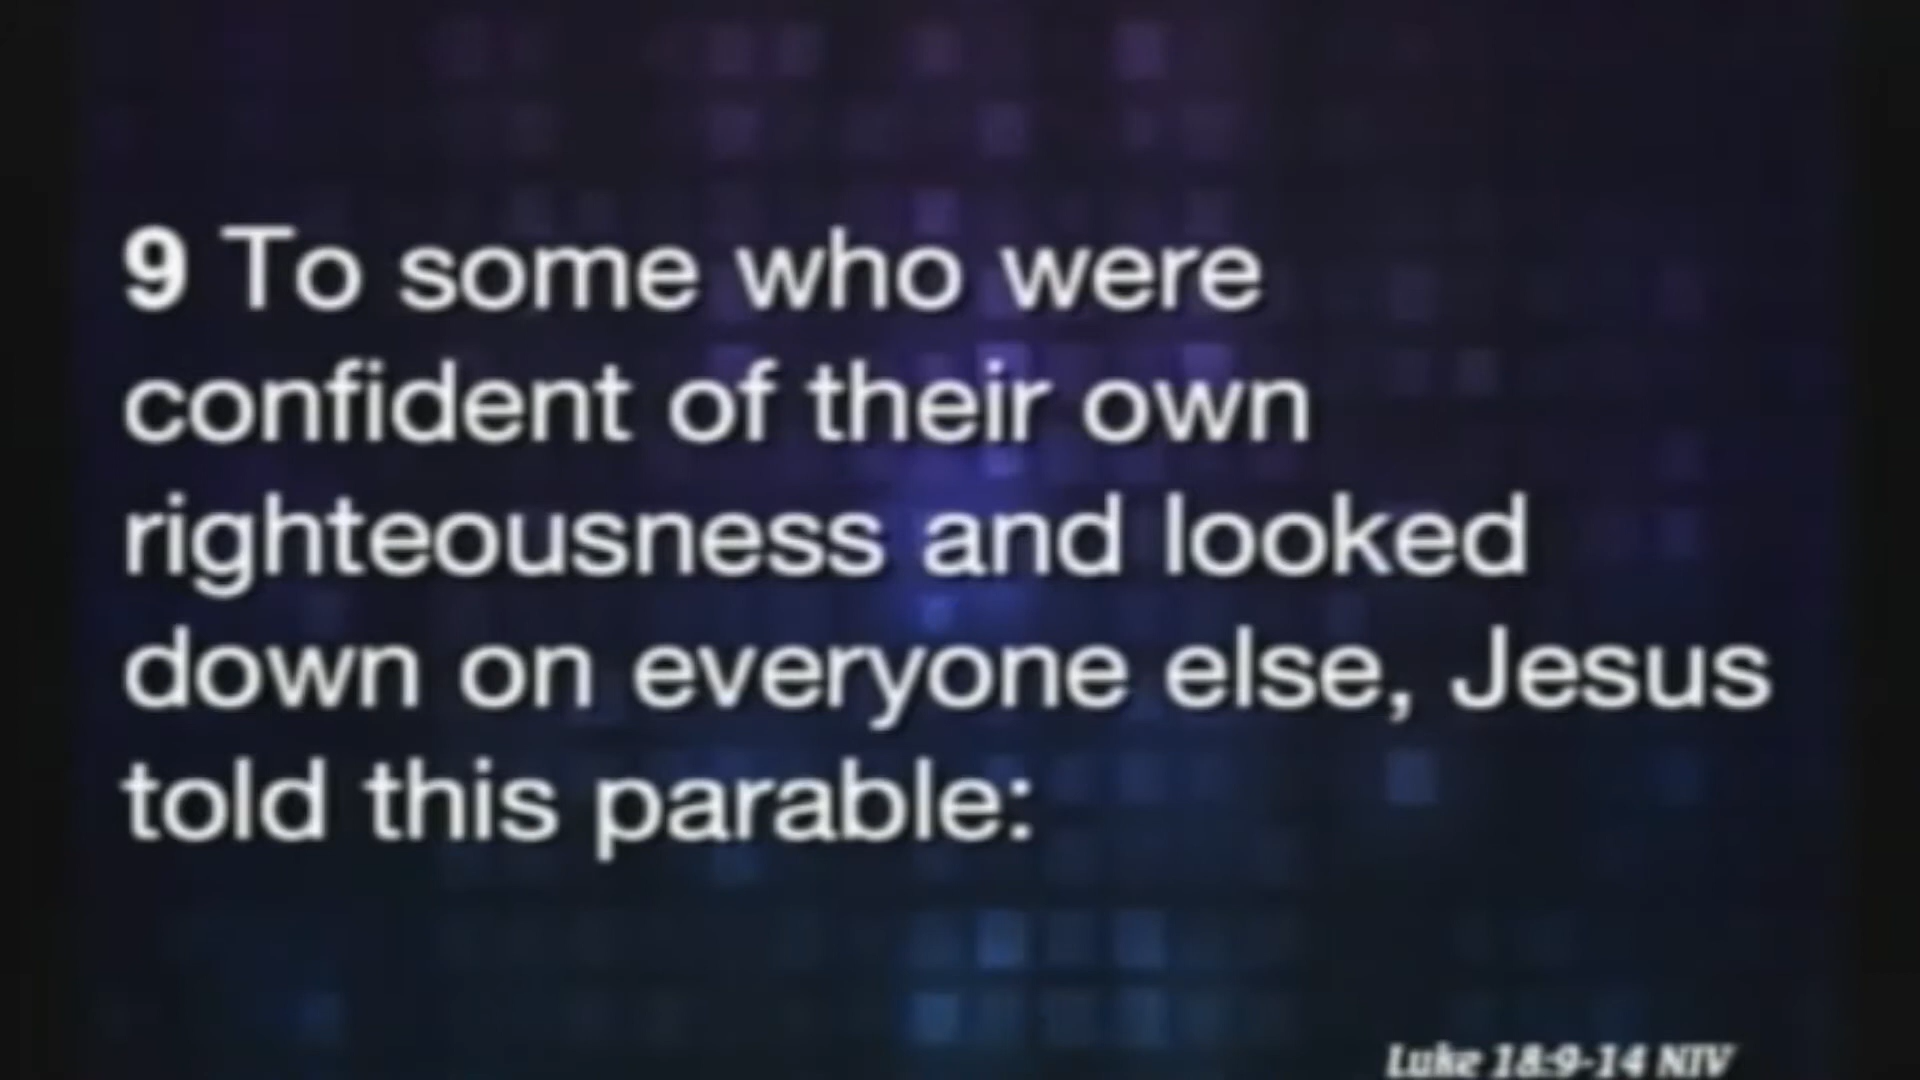 9 To some who were
confident of their own
righteousness and looked
down on everyone else, Jesus
told this parable:
Luke 18:9-14 NIV